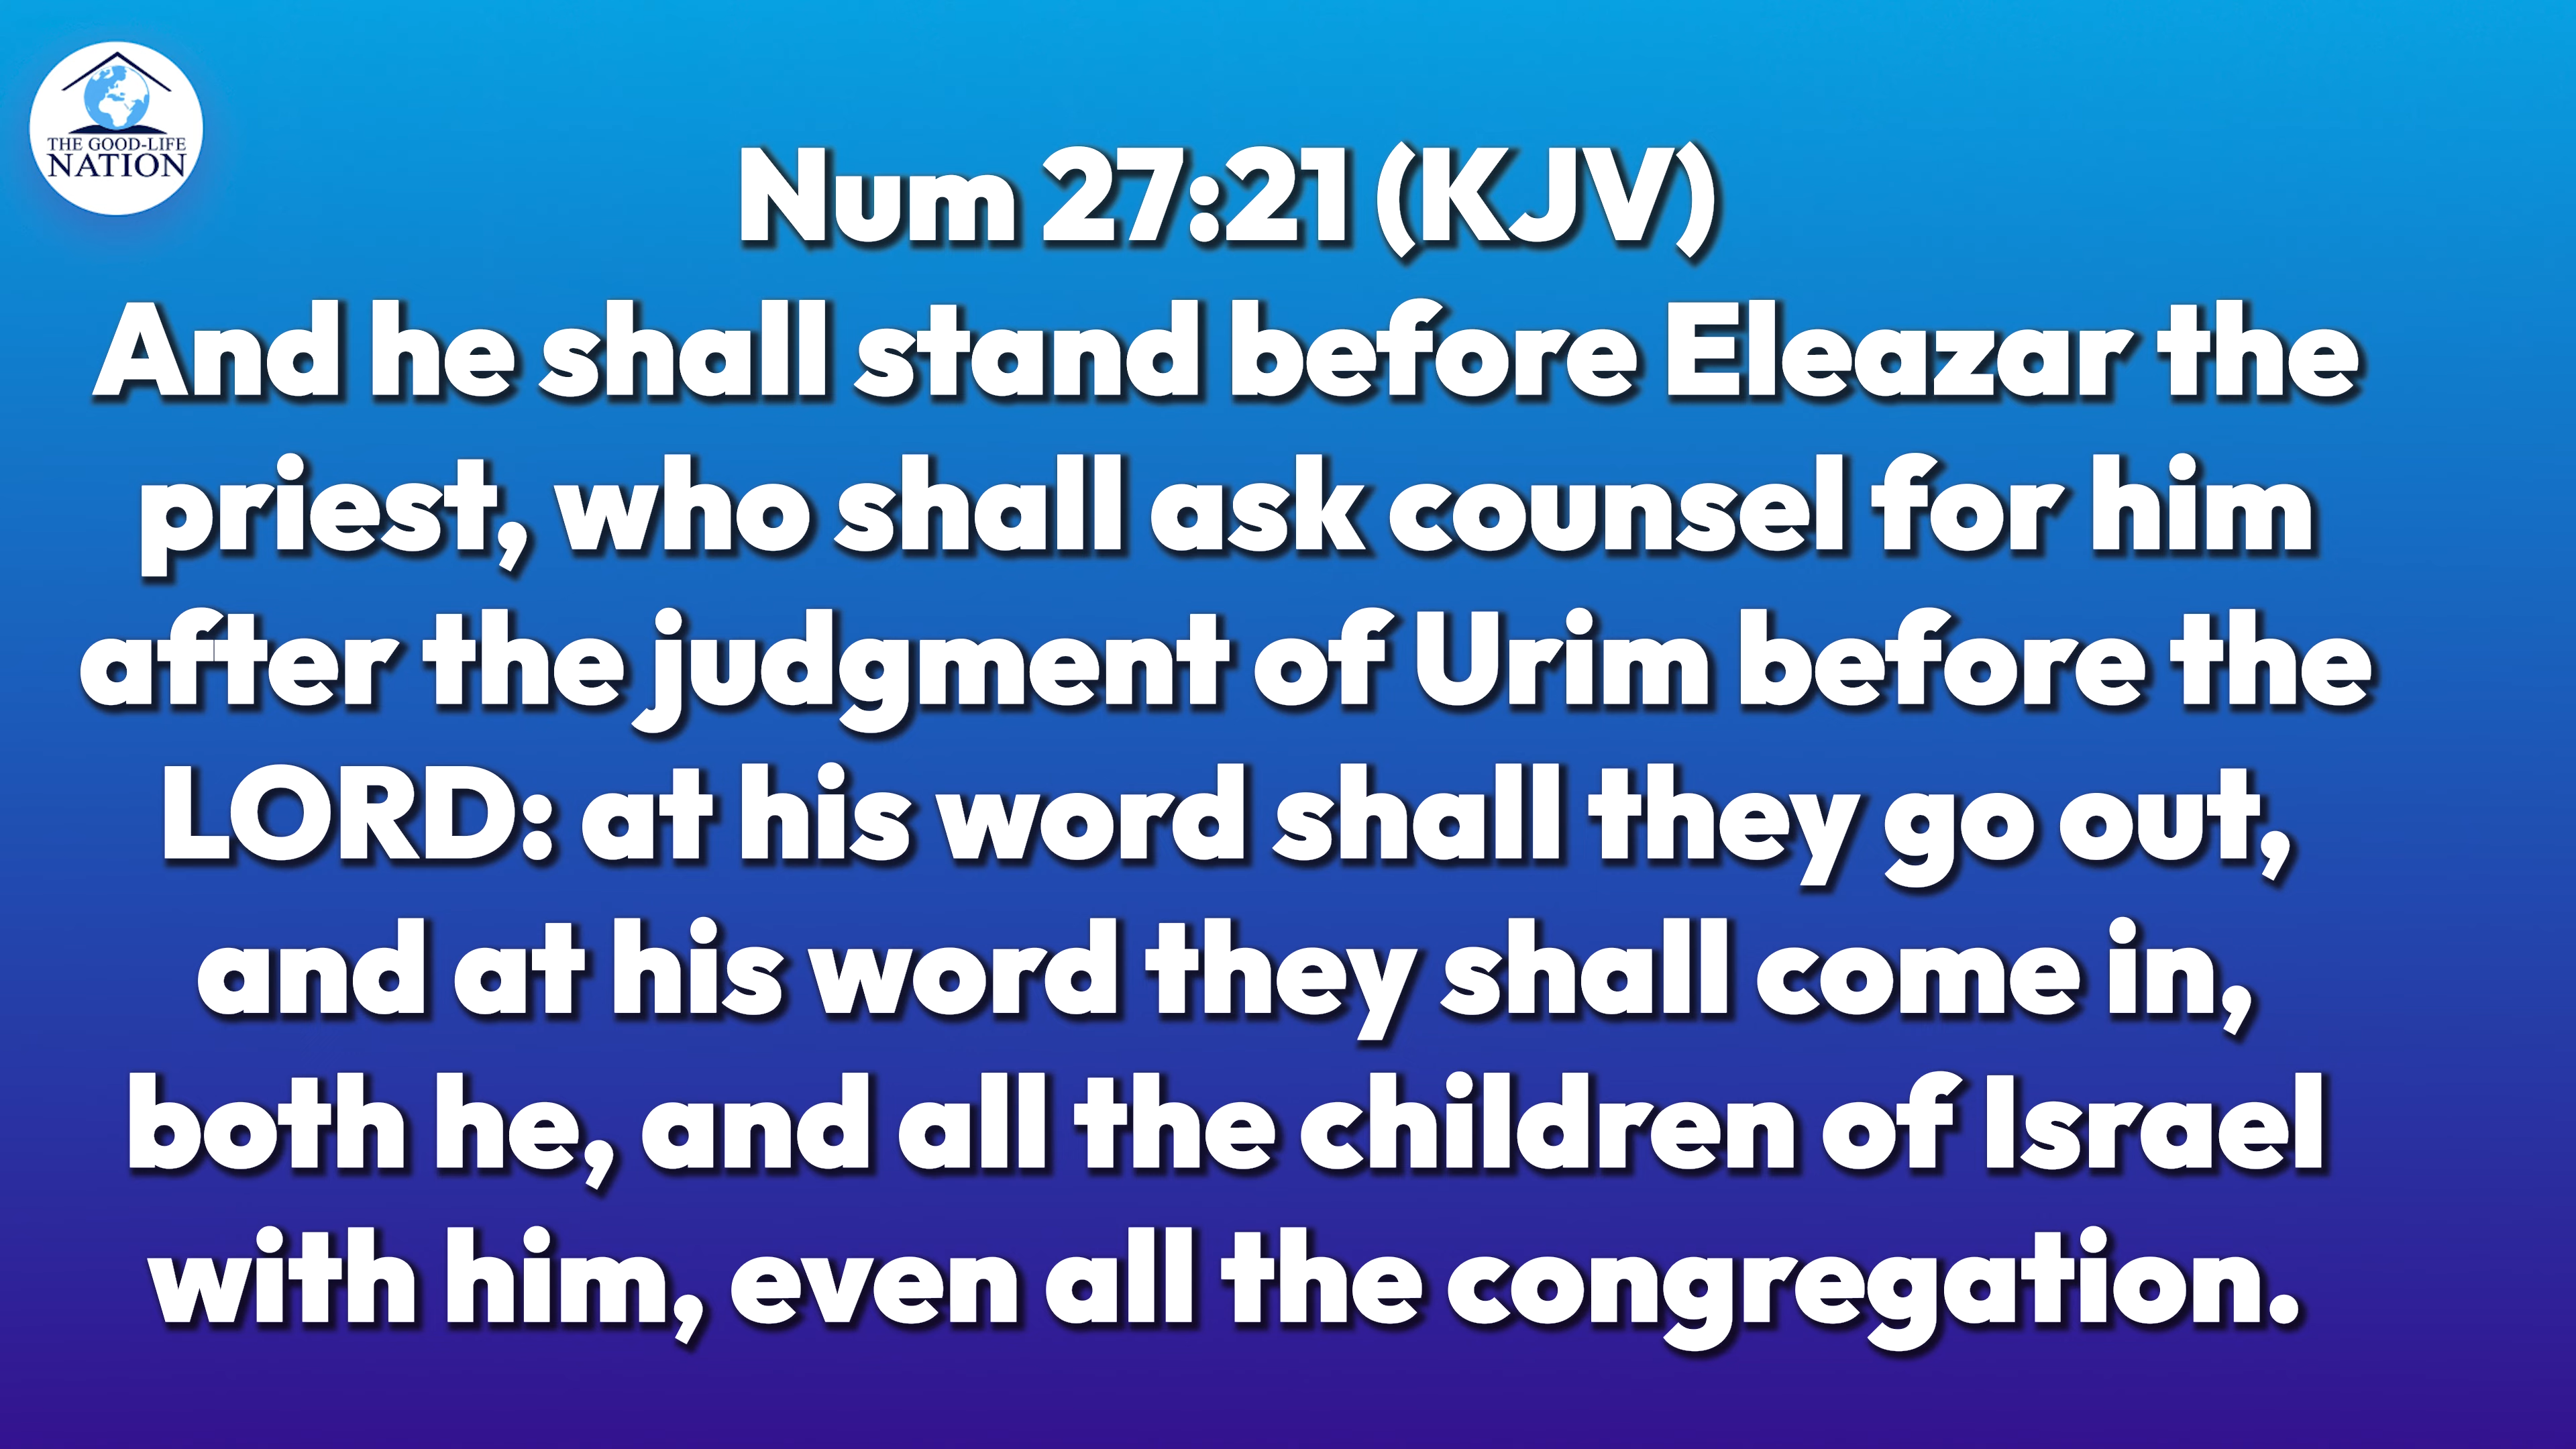 THE GOOD-LIFE
NATION
Num 27:21 (KJV)
And he shall stand before Eleazar the
priest, who shall ask counsel for him
after the judgment of Urim before the
LORD: at his word shall they go out,
and at his word they shall come in,
both he, and all the children of Israel
with him, even all the congregation.